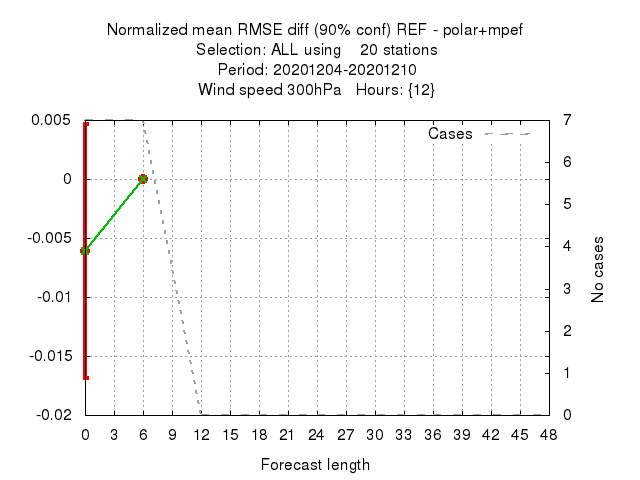 Normalized mean RMSE diff (90% conf) REF - polar+mpef
Selection: ALL using    20 stations
Period: 20201204-20201210
Wind speed 300hPa   Hours: {12}
Cases
0.005
0
-0.005
-0.01
-0.015
-0.02
7
6
5
4
3
2
1
0
No cases
0 3 6 9 12 15 18 21 24 27 30 33 36 39 42 45 48
Forecast length